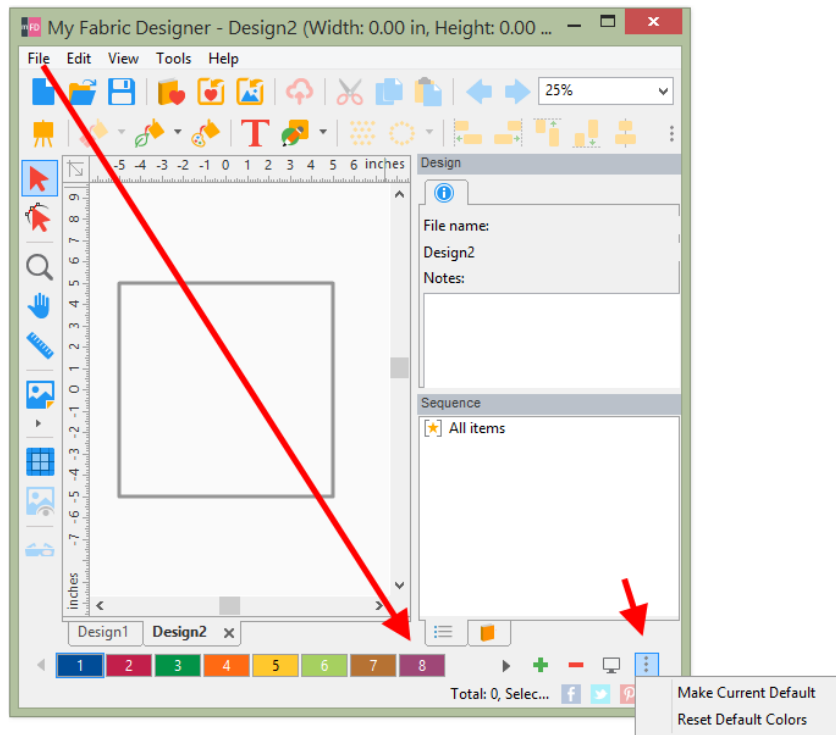 mFD My Fabric Designer - Design2 (Width: 0.00 in, Height: 0.00 ...
File Edit View Tools Help
25%
T
-5 -4 -3 -2 -1 0 1 2 3 4 5 6 inches
Design
File name:
Design2
Notes:
9
8
7
6
5
4
3
2
1
0
-1
-2
-3
-4
-5
-6
-7
inches
Sequence
All items
Design1 Design2 x
1 2 3 4 5 6 7 8
Total: 0, Selec...
Make Current Default
Reset Default Colors